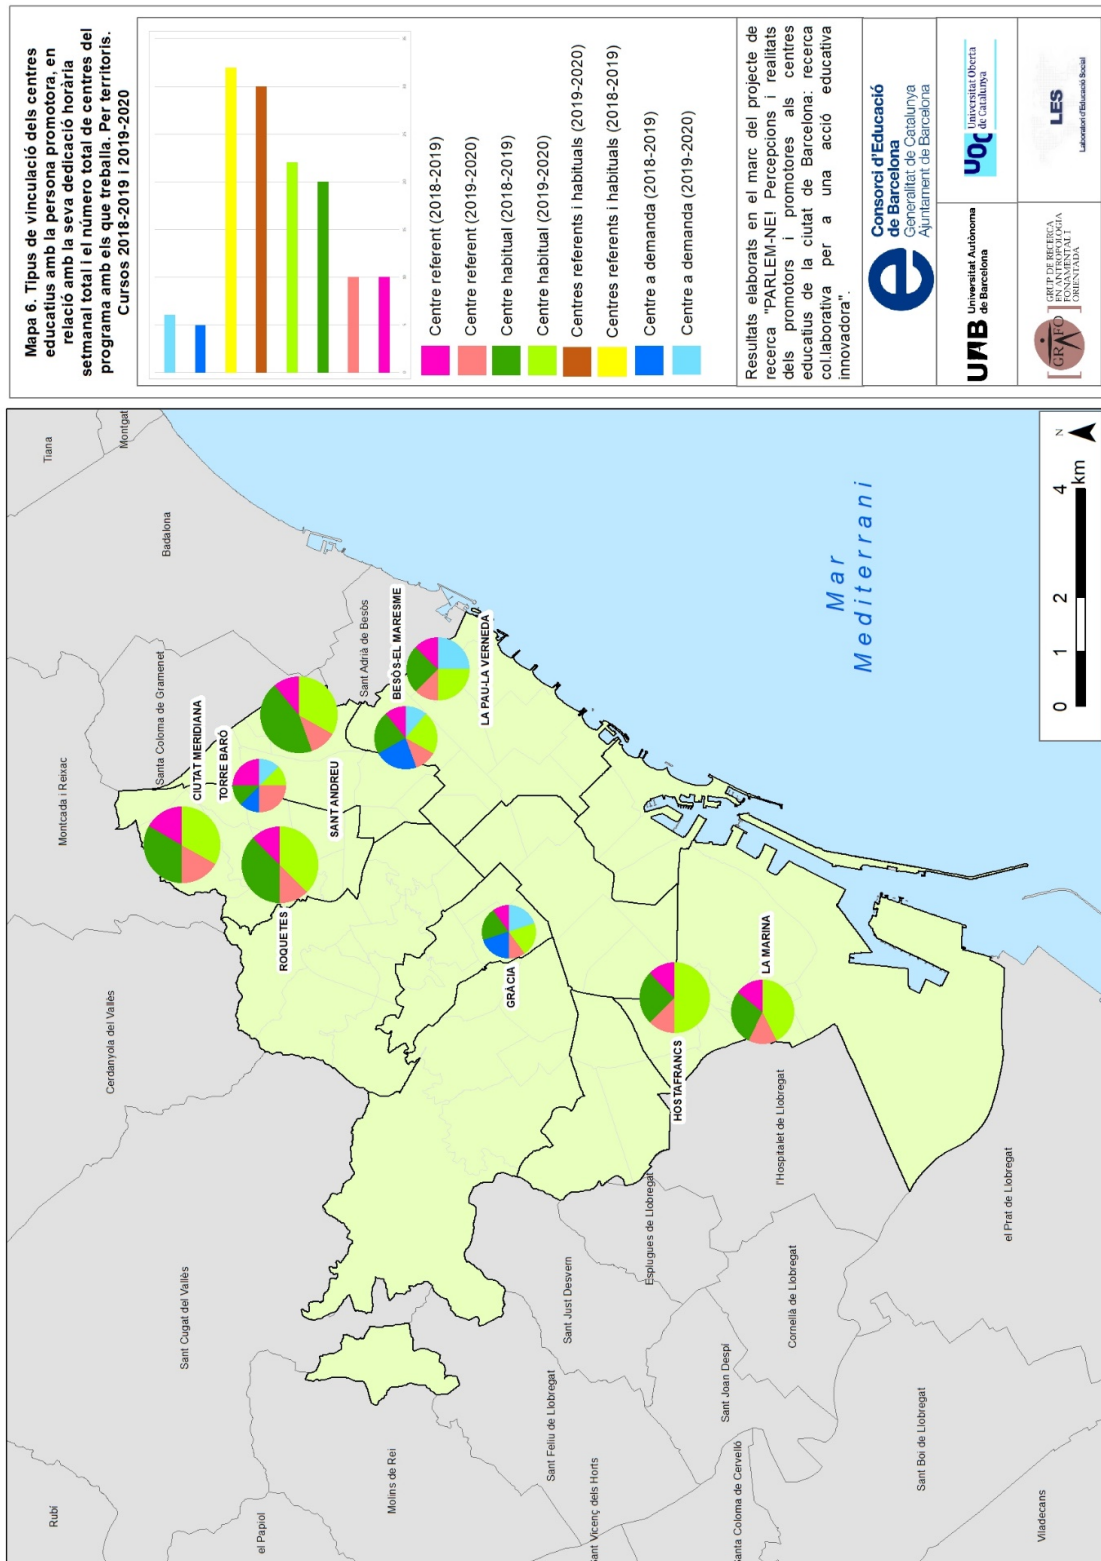 Mapa 6. Tipus de vinculació dels centres
educatius amb la persona promotora, en
relació amb la seva dedicació horària
setmanal total i el número total de centres del
programa amb els que treballa. Per territoris.
Cursos 2018-2019 i 2019-2020
Centre referent (2018-2019)
Centre referent (2019-2020)
Centre habitual (2018-2019)
Centre habitual (2019-2020)
Centres referents i habituals (2019-2020)
Centres referents i habituals (2018-2019)
Centre a demanda (2018-2019)
Centre a demanda (2019-2020)
Resultats elaborats en el marc del projecte de
recerca "PARLEM-NE! Percepcions i realitats
dels promotors i promotores als centres
educatius de la ciutat de Barcelona: recerca
col.laborativa per a una acció educativa
innovadora".
Consorci d'Educació
de Barcelona
Generalitat de Catalunya
Ajuntament de Barcelona
UAB Universitat Autònoma
de Barcelona
UOC Universitat Oberta
de Catalunya
GRAFO
GRUP DE RECERCA
EN ANTROPOLOGIA
FONAMENTAL I
ORIENTADA
LES
Laboratori d'Educació Social
Tiana
Montgat
Badalona
Santa Coloma de Gramenet
Montcada i Reixac
Sant Adrià de Besòs
Cerdanyola del Vallès
Sant Cugat del Vallès
Rubí
el Papiol
Molins de Rei
Sant Feliu de Llobregat
Sant Just Desvern
Esplugues de Llobregat
l'Hospitalet de Llobregat
Sant Vicenç dels Horts
Sant Joan Despí
Cornellà de Llobregat
el Prat de Llobregat
Santa Coloma de Cervelló
Sant Boi de Llobregat
Viladecans
CIUTAT MERIDIANA
TORRE BARÓ
ROQUETES
SANT ANDREU
BESÒS-EL MARESME
LA PAU-LA VERNEDA
GRÀCIA
HOSTAFRANCS
LA MARINA
Mar
Mediterrani
0 1 2 4
km
N